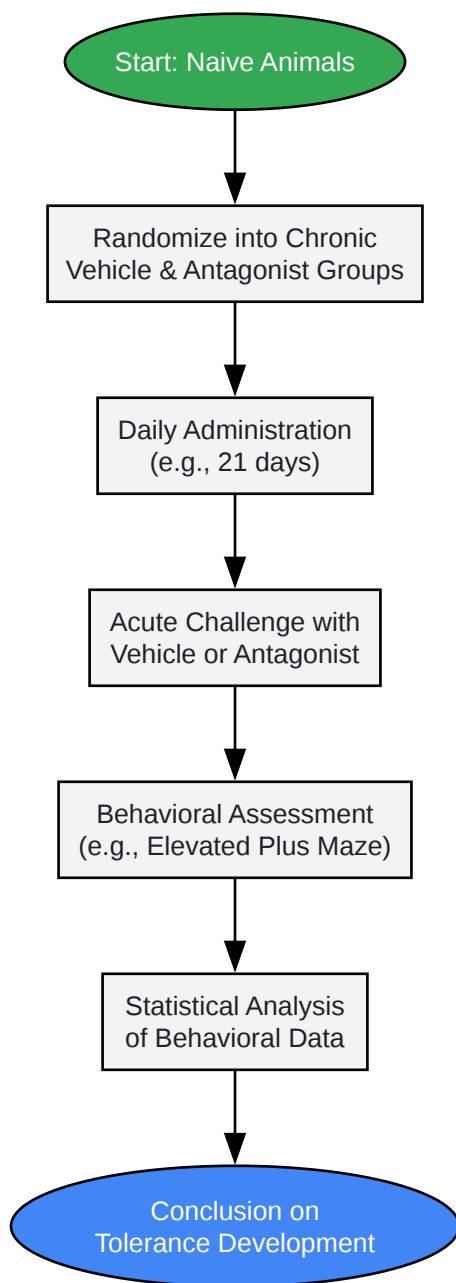 Start: Naive Animals
Randomize into Chronic
Vehicle & Antagonist Groups
Daily Administration
(e.g., 21 days)
Acute Challenge with
Vehicle or Antagonist
Behavioral Assessment
(e.g., Elevated Plus Maze)
Statistical Analysis
of Behavioral Data
Conclusion on
Tolerance Development